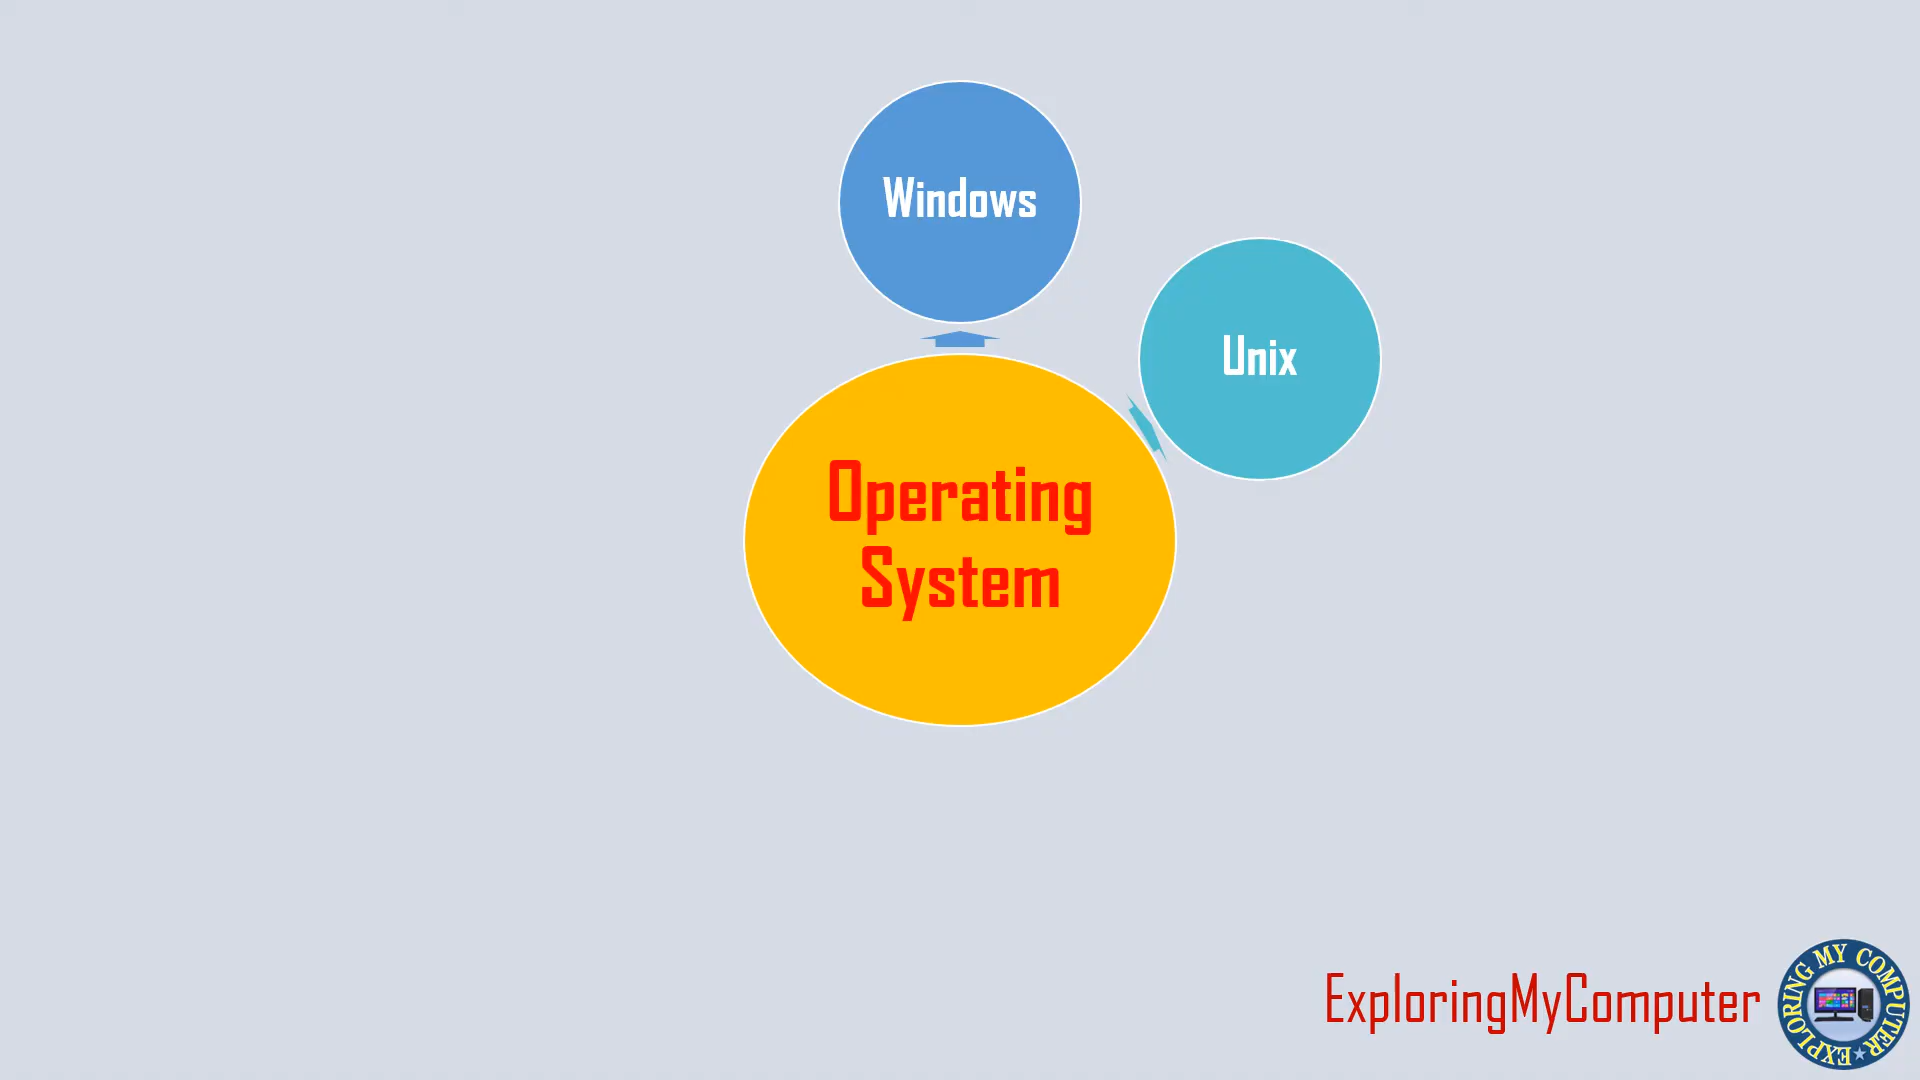 Windows
Unix
Operating
System
ExploringMyComputer
EXPLORING MY COMPUTER